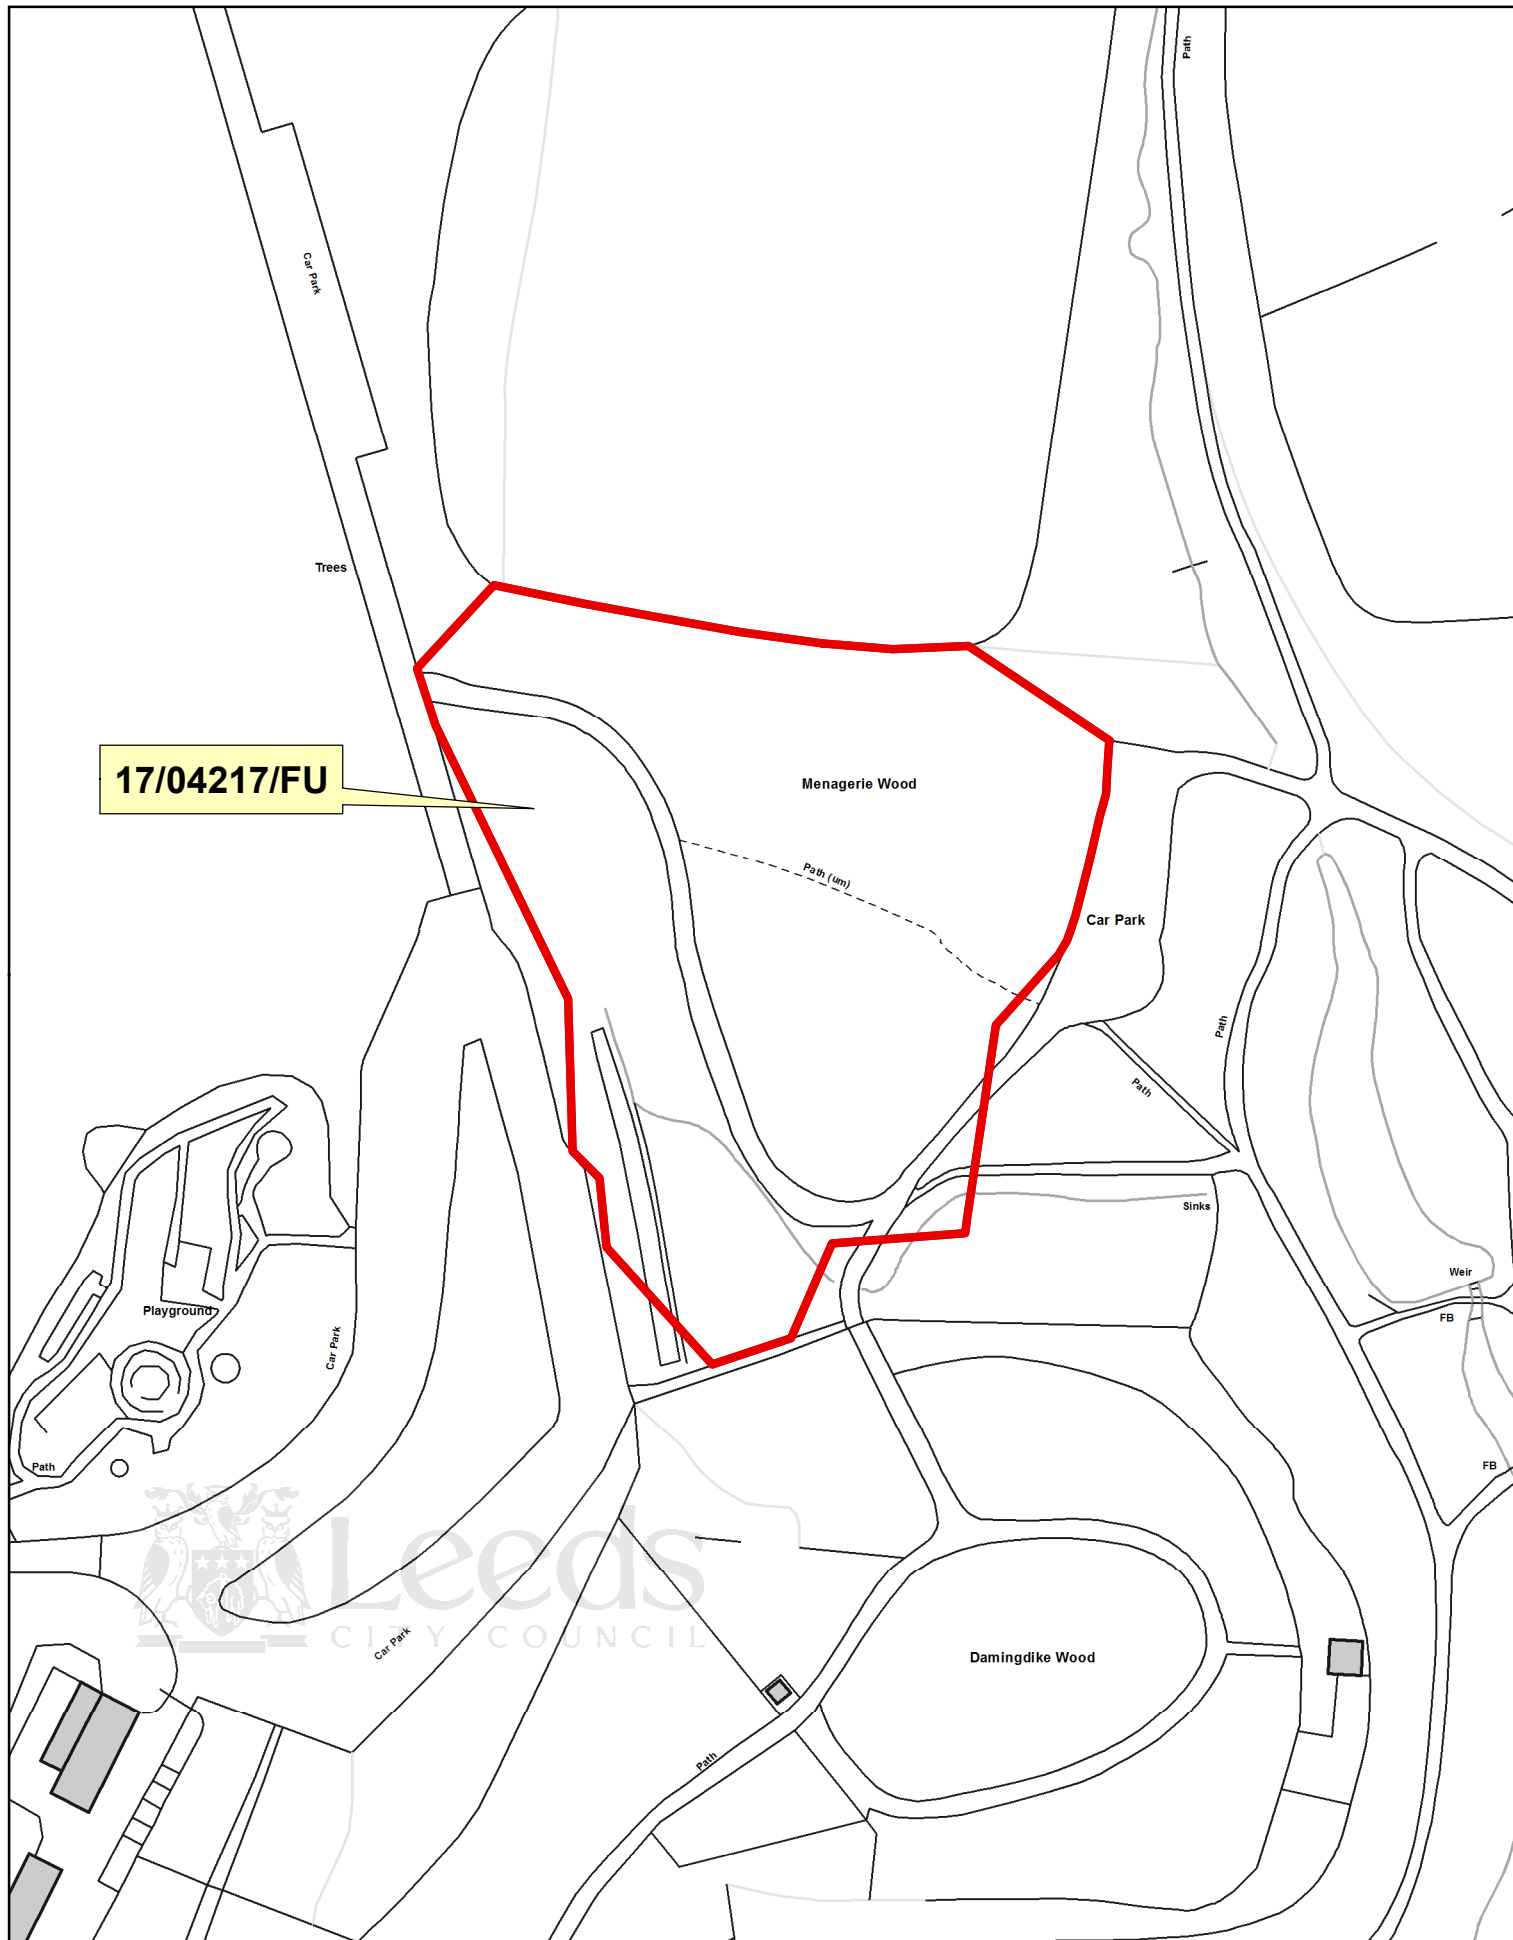 Path
Car Park
Trees
17/04217/FU
Menagerie Wood
Path (um)
Car Park
Path
Path
Sinks
Weir
Playground
FB
Car Park
Path
FB
Leeds
CITY COUNCIL
Car Park
Damingdike Wood
Path